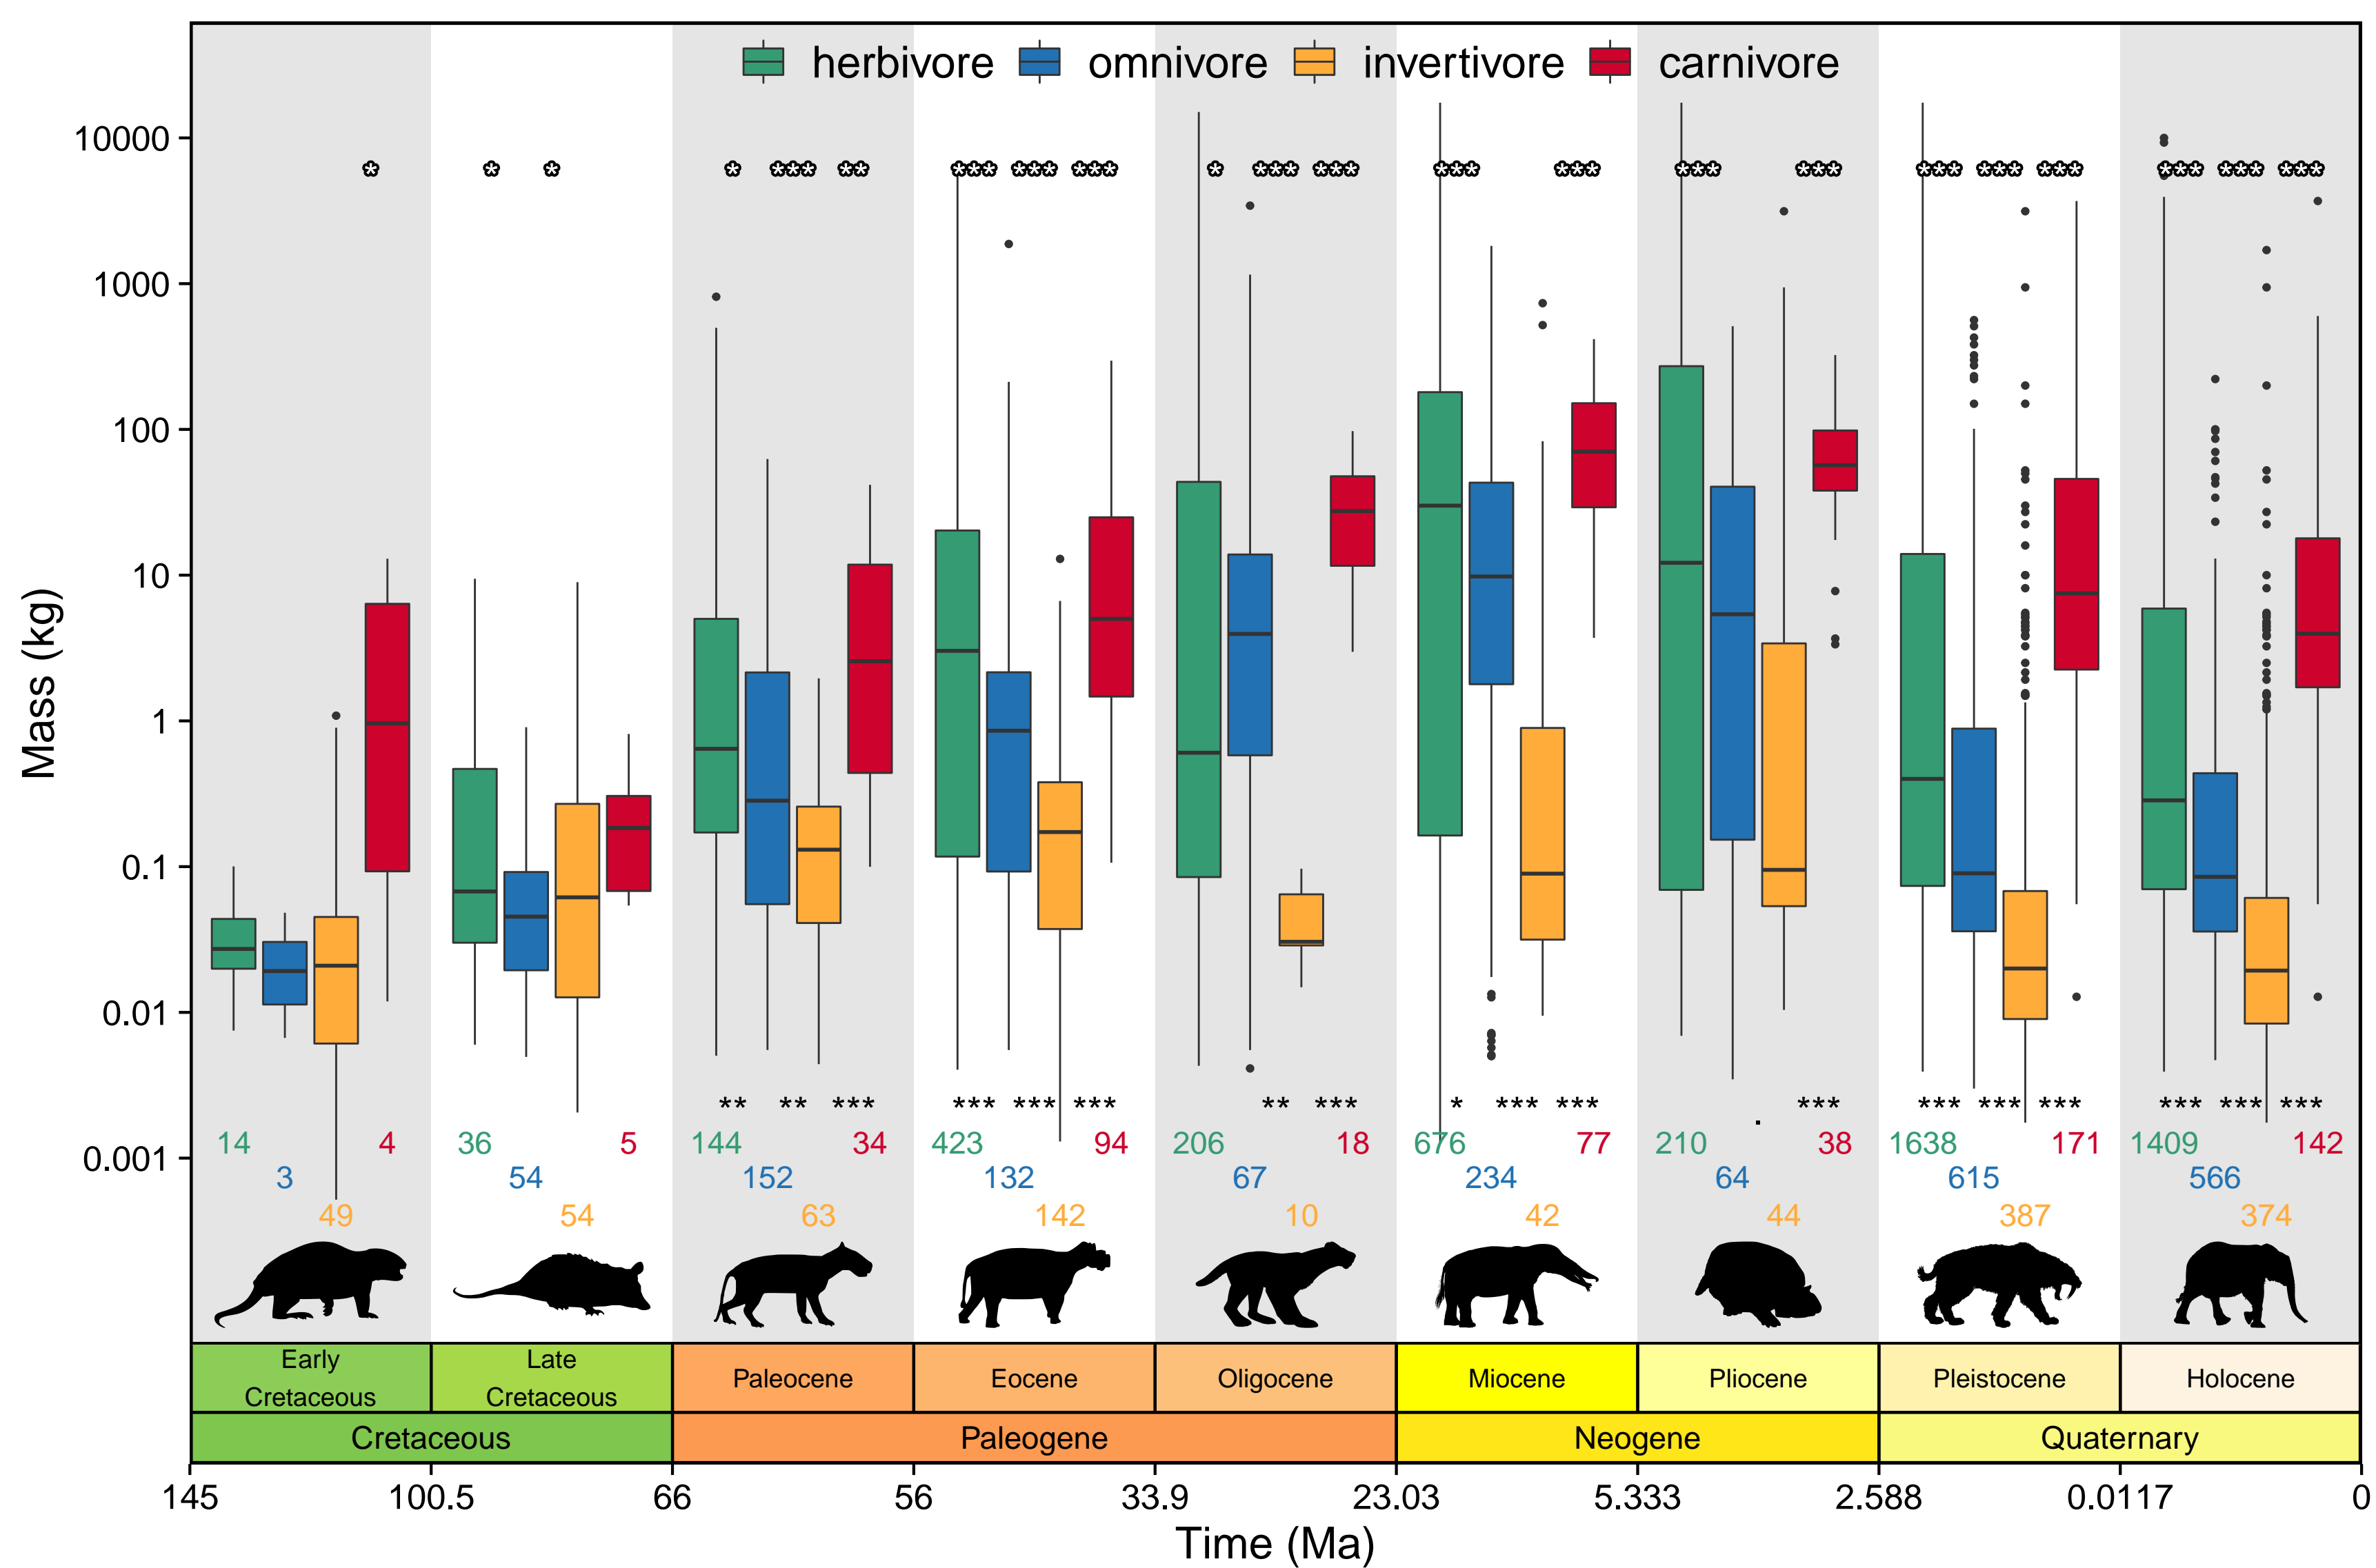 herbivore omnivore invertivore carnivore
10000
* * * * *** ** *** *** *** * *** *** *** *** *** *** *** *** *** *** *** ***
1000
100
10
1
0.1
0.01
0.001
Mass (kg)
** ** *** *** *** *** ** *** * *** *** . *** *** *** *** *** *** ***
14 4 36 5 144 34 423 94 206 18 676 77 210 38 1638 171 1409 142
3 54 152 132 67 234 64 615 566
49 54 63 142 10 42 44 387 374
Early Cretaceous
Late Cretaceous
Paleocene Eocene Oligocene Miocene Pliocene Pleistocene Holocene
Cretaceous Paleogene Neogene Quaternary
145 100.5 66 56 33.9 23.03 5.333 2.588 0.0117 0
Time (Ma)